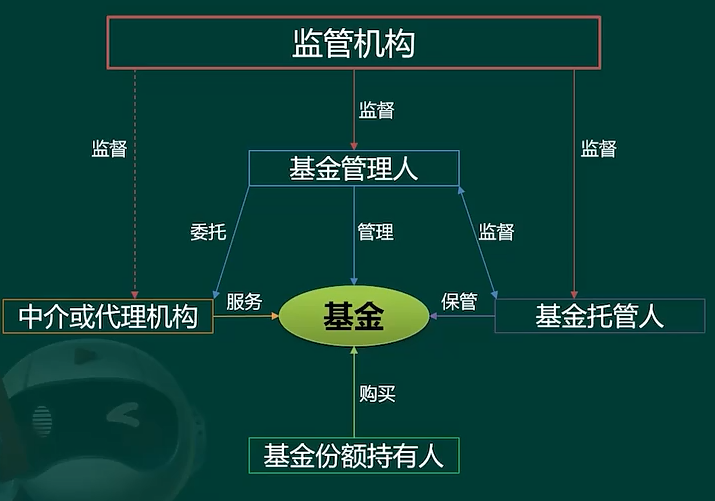 监管机构
监督
监督
监督
基金管理人
委托
管理
监督
中介或代理机构
服务
基金
保管
基金托管人
购买
基金份额持有人